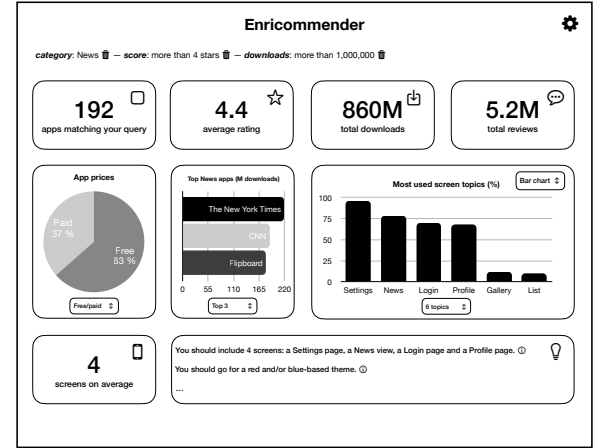 Enricommender
category: News — score: more than 4 stars — downloads: more than 1,000,000
192
apps matching your query
4.4
average rating
860M
total downloads
5.2M
total reviews
App prices
Paid
37 %
Free
63 %
Free/paid
Top News apps (M downloads)
The New York Times
CNN
Flipboard
0 55 110 165 220
Top 3
Most used screen topics (%)
Bar chart
100
75
50
25
0
Settings News Login Profile Gallery List
6 topics
4
screens on average
You should include 4 screens: a Settings page, a News view, a Login page and a Profile page.
You should go for a red and/or blue-based theme.
...